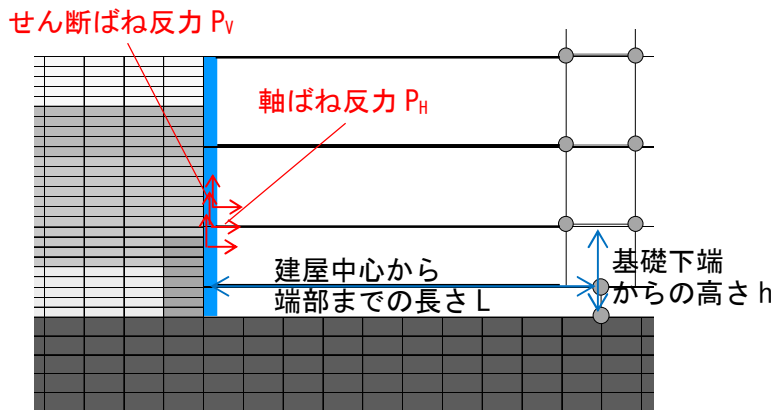 せん断ばね反力 PV
軸ばね反力 PH
建屋中心から
端部までの長さ L
基礎下端
からの高さ h